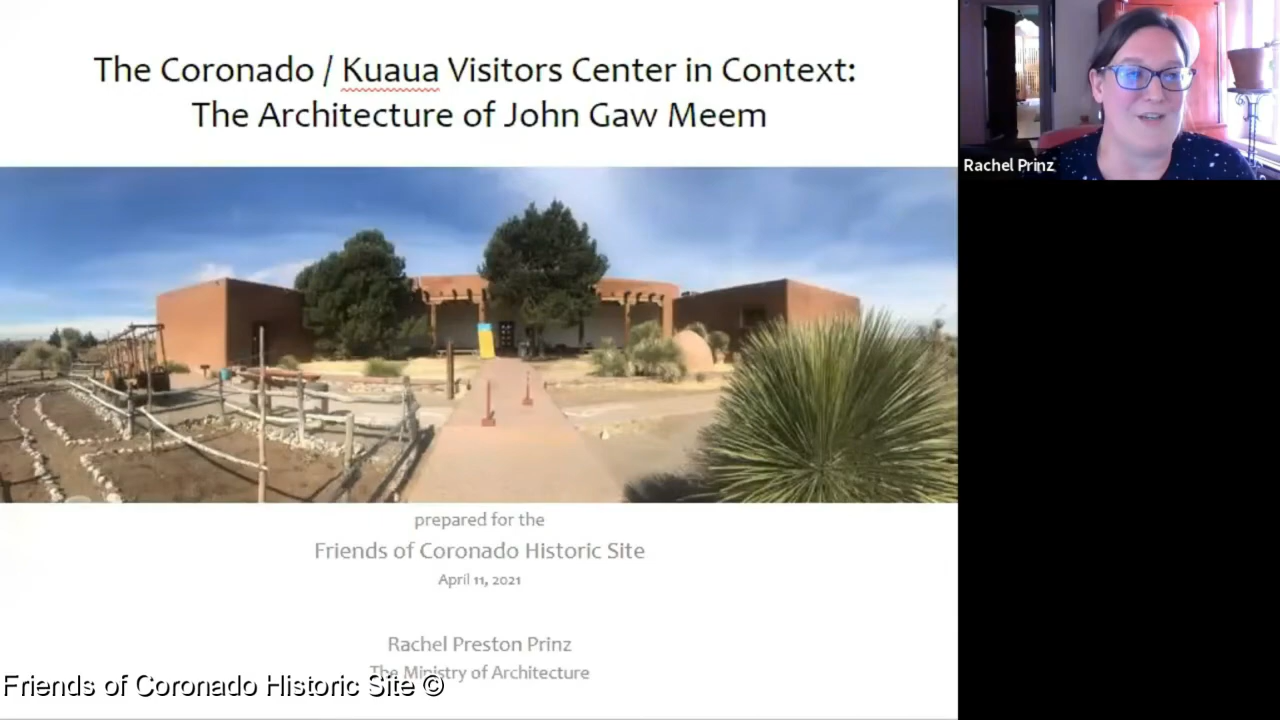 The Coronado / Kuaua Visitors Center in Context:
The Architecture of John Gaw Meem
Rachel Prinz
prepared for the
Friends of Coronado Historic Site
April 11, 2021
Rachel Preston Prinz
The Ministry of Architecture
Friends of Coronado Historic Site ©